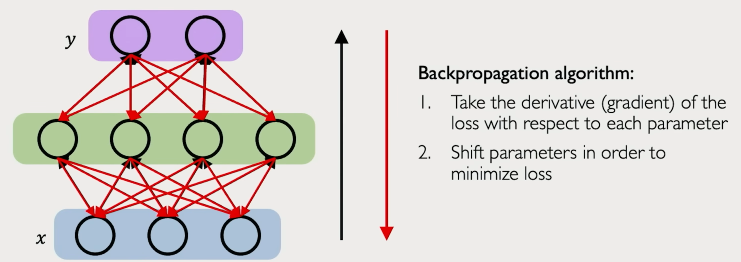 y
Backpropagation algorithm:
1. Take the derivative (gradient) of the
loss with respect to each parameter
2. Shift parameters in order to
minimize loss
x